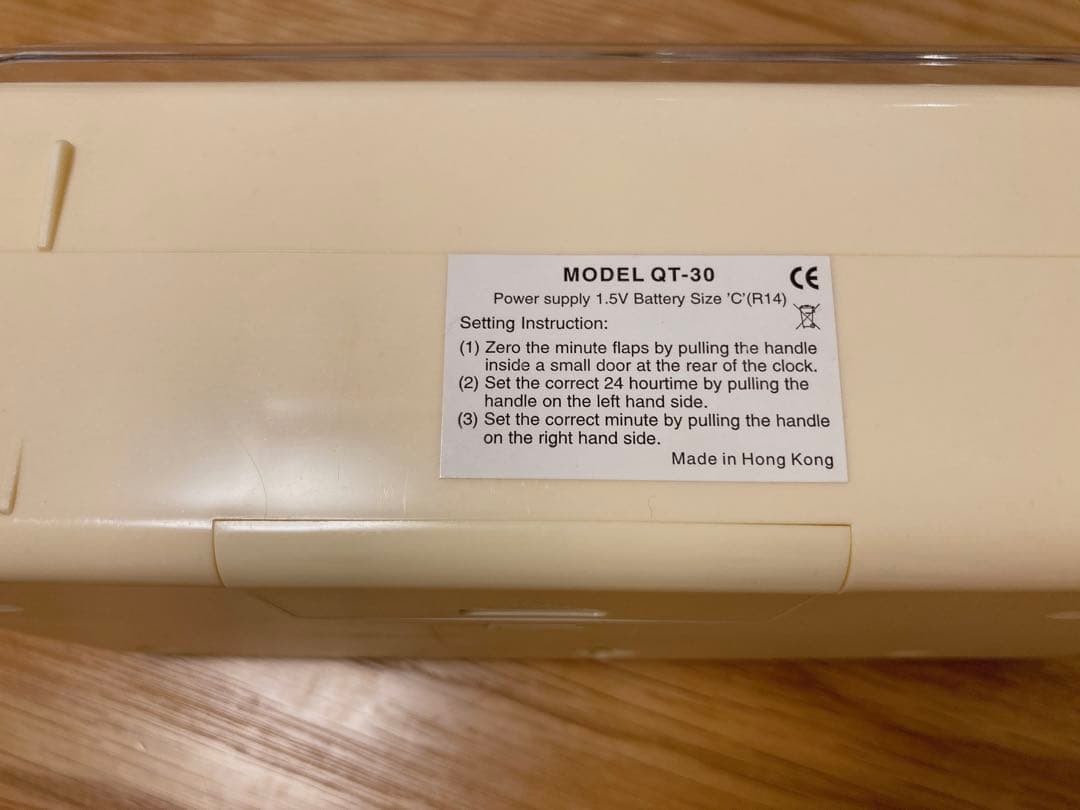 MODEL QT-30
CE
Power supply 1.5V Battery Size 'C'(R14)
Setting Instruction:
(1) Zero the minute flaps by pulling the handle
inside a small door at the rear of the clock.
(2) Set the correct 24 hourtime by pulling the
handle on the left hand side.
(3) Set the correct minute by pulling the handle
on the right hand side.
Made in Hong Kong